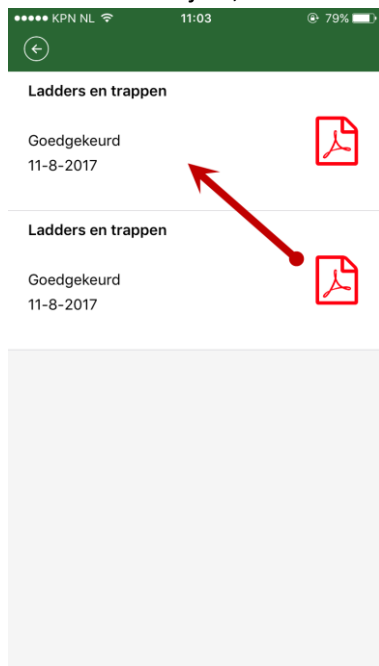 KPN NL 11:03 79%
Ladders en trappen
Goedgekeurd
11-8-2017
Ladders en trappen
Goedgekeurd
11-8-2017